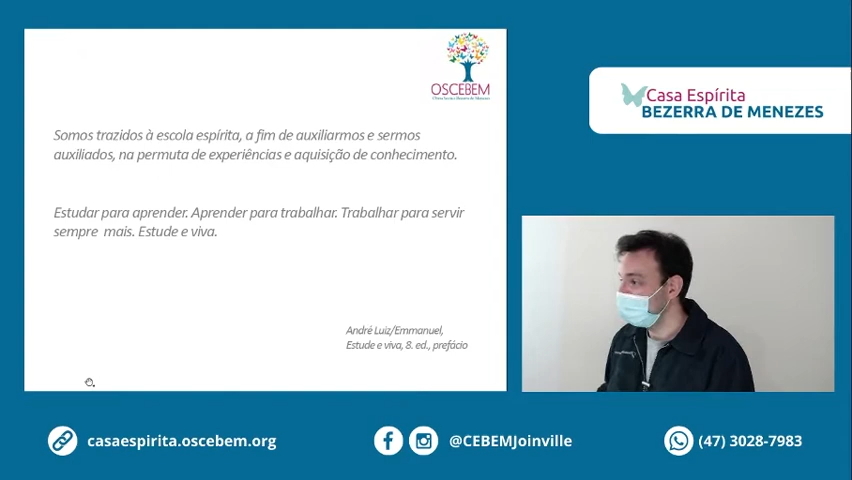 OSCEBEM
Somos trazidos à escola espírita, a fim de auxiliarmos e sermos
auxiliados, na permuta de experiências e aquisição de conhecimento.
Estudar para aprender. Aprender para trabalhar. Trabalhar para servir
sempre mais. Estude e viva.
André Luiz/Emmanuel,
Estude e viva, 8. ed., prefácio
Casa Espírita
BEZERRA DE MENEZES
casaespirita.oscebem.org
@CEBEMJoinville
(47) 3028-7983